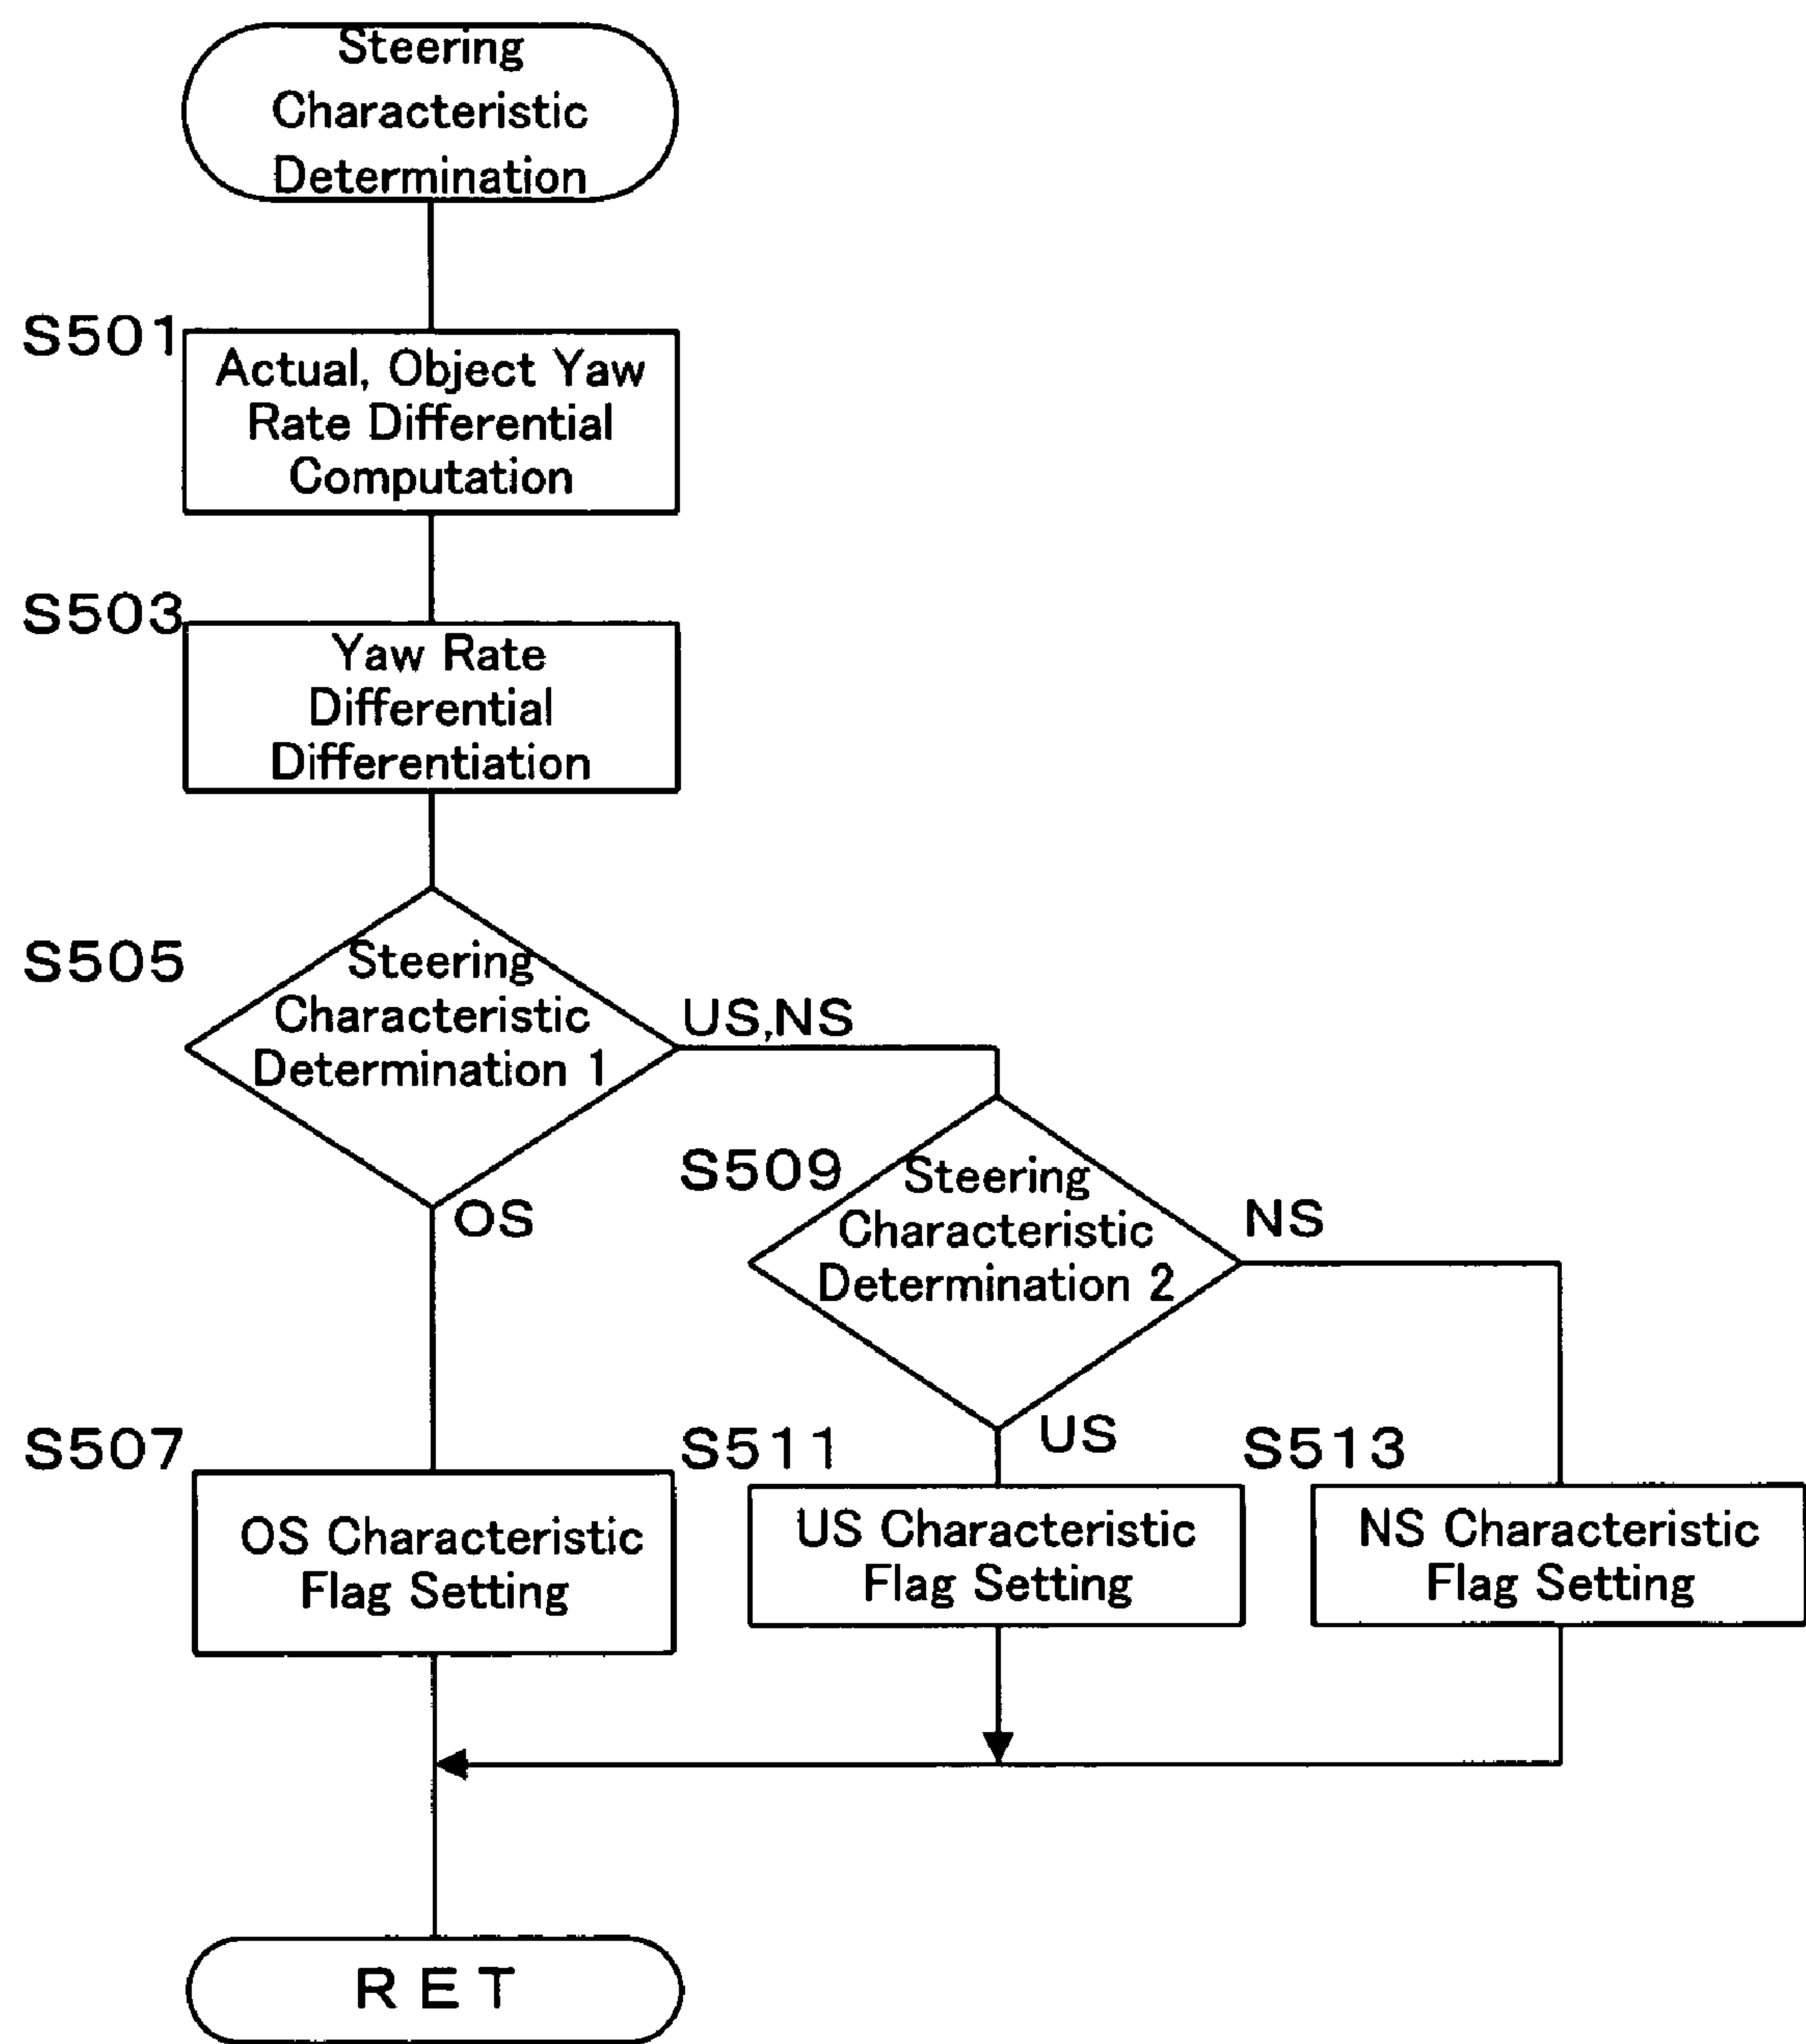 Steering
Characteristic
Determination
S501
Actual, Object Yaw
Rate Differential
Computation
S503
Yaw Rate
Differential
Differentiation
S505
Steering
Characteristic
Determination 1
US,NS
OS
S509
Steering
Characteristic
Determination 2
NS
US
S507
OS Characteristic
Flag Setting
S511
US Characteristic
Flag Setting
S513
NS Characteristic
Flag Setting
RET